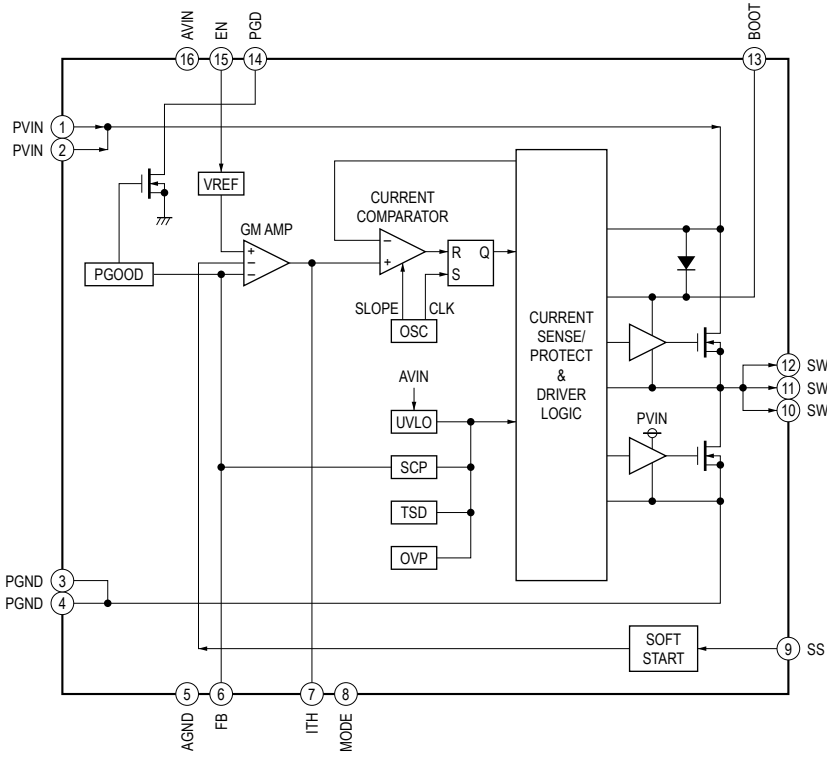 AVIN
EN
PGD
BOOT
16
15
14
13
PVIN
1
PVIN
2
VREF
CURRENT
COMPARATOR
GM AMP
+
−
−
−
+
R
Q
S
PGOOD
SLOPE
CLK
OSC
CURRENT
SENSE/
PROTECT
&
DRIVER
LOGIC
12
SW
11
SW
10
SW
AVIN
UVLO
PVIN
SCP
TSD
OVP
PGND
3
PGND
4
SOFT
START
9
SS
5
6
7
8
AGND
FB
ITH
MODE